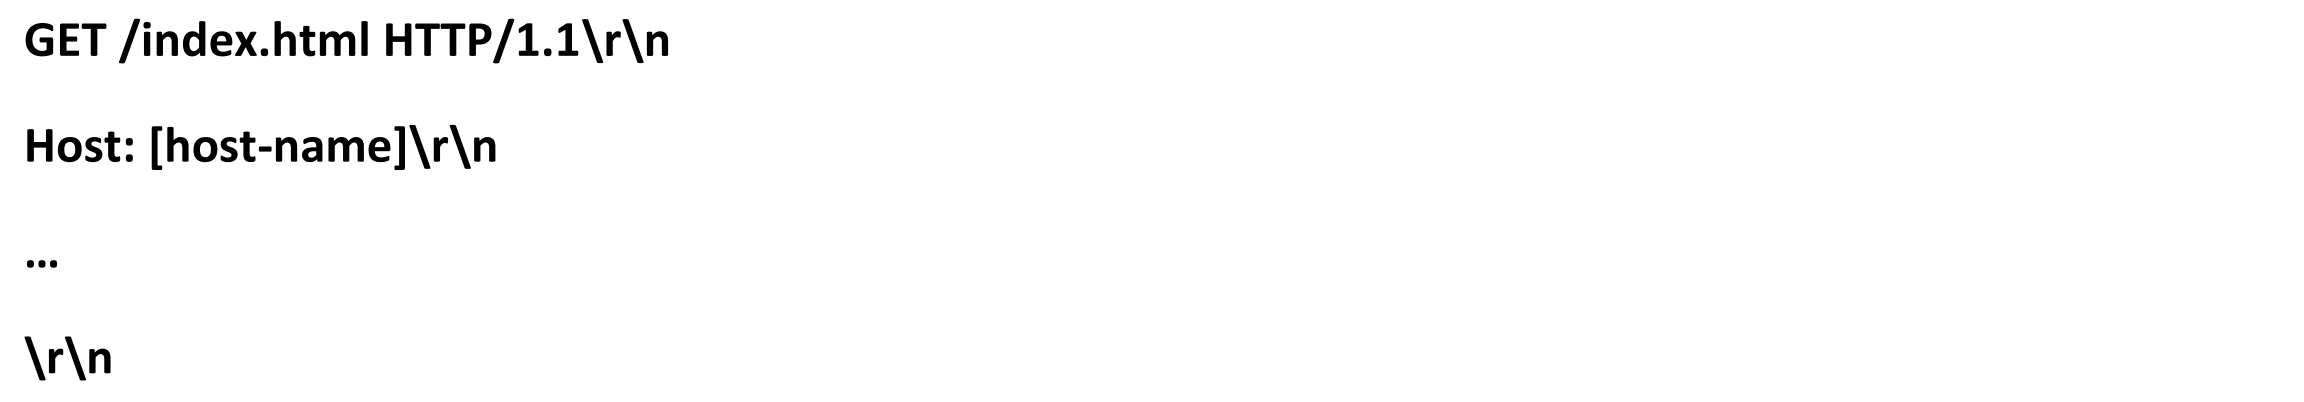 GET /index.html HTTP/1.1\r\n
Host: [host-name]\r\n
…
\r\n